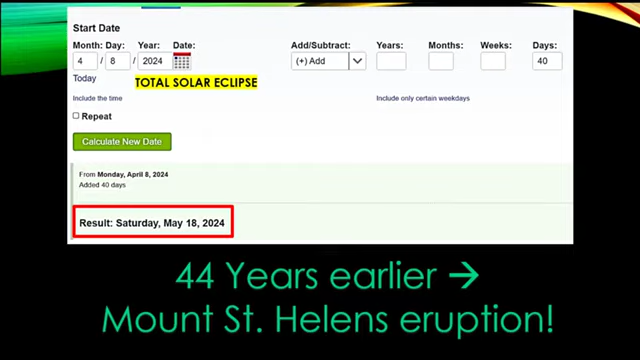 Start Date
Month: Day: Year: Date: Add/Subtract: Years: Months: Weeks: Days:
4 / 8 / 2024 (+) Add 40
Today TOTAL SOLAR ECLIPSE
Include the time Include only certain weekdays
Repeat
Calculate New Date
From Monday, April 8, 2024
Added 40 days
Result: Saturday, May 18, 2024
44 Years earlier →
Mount St. Helens eruption!